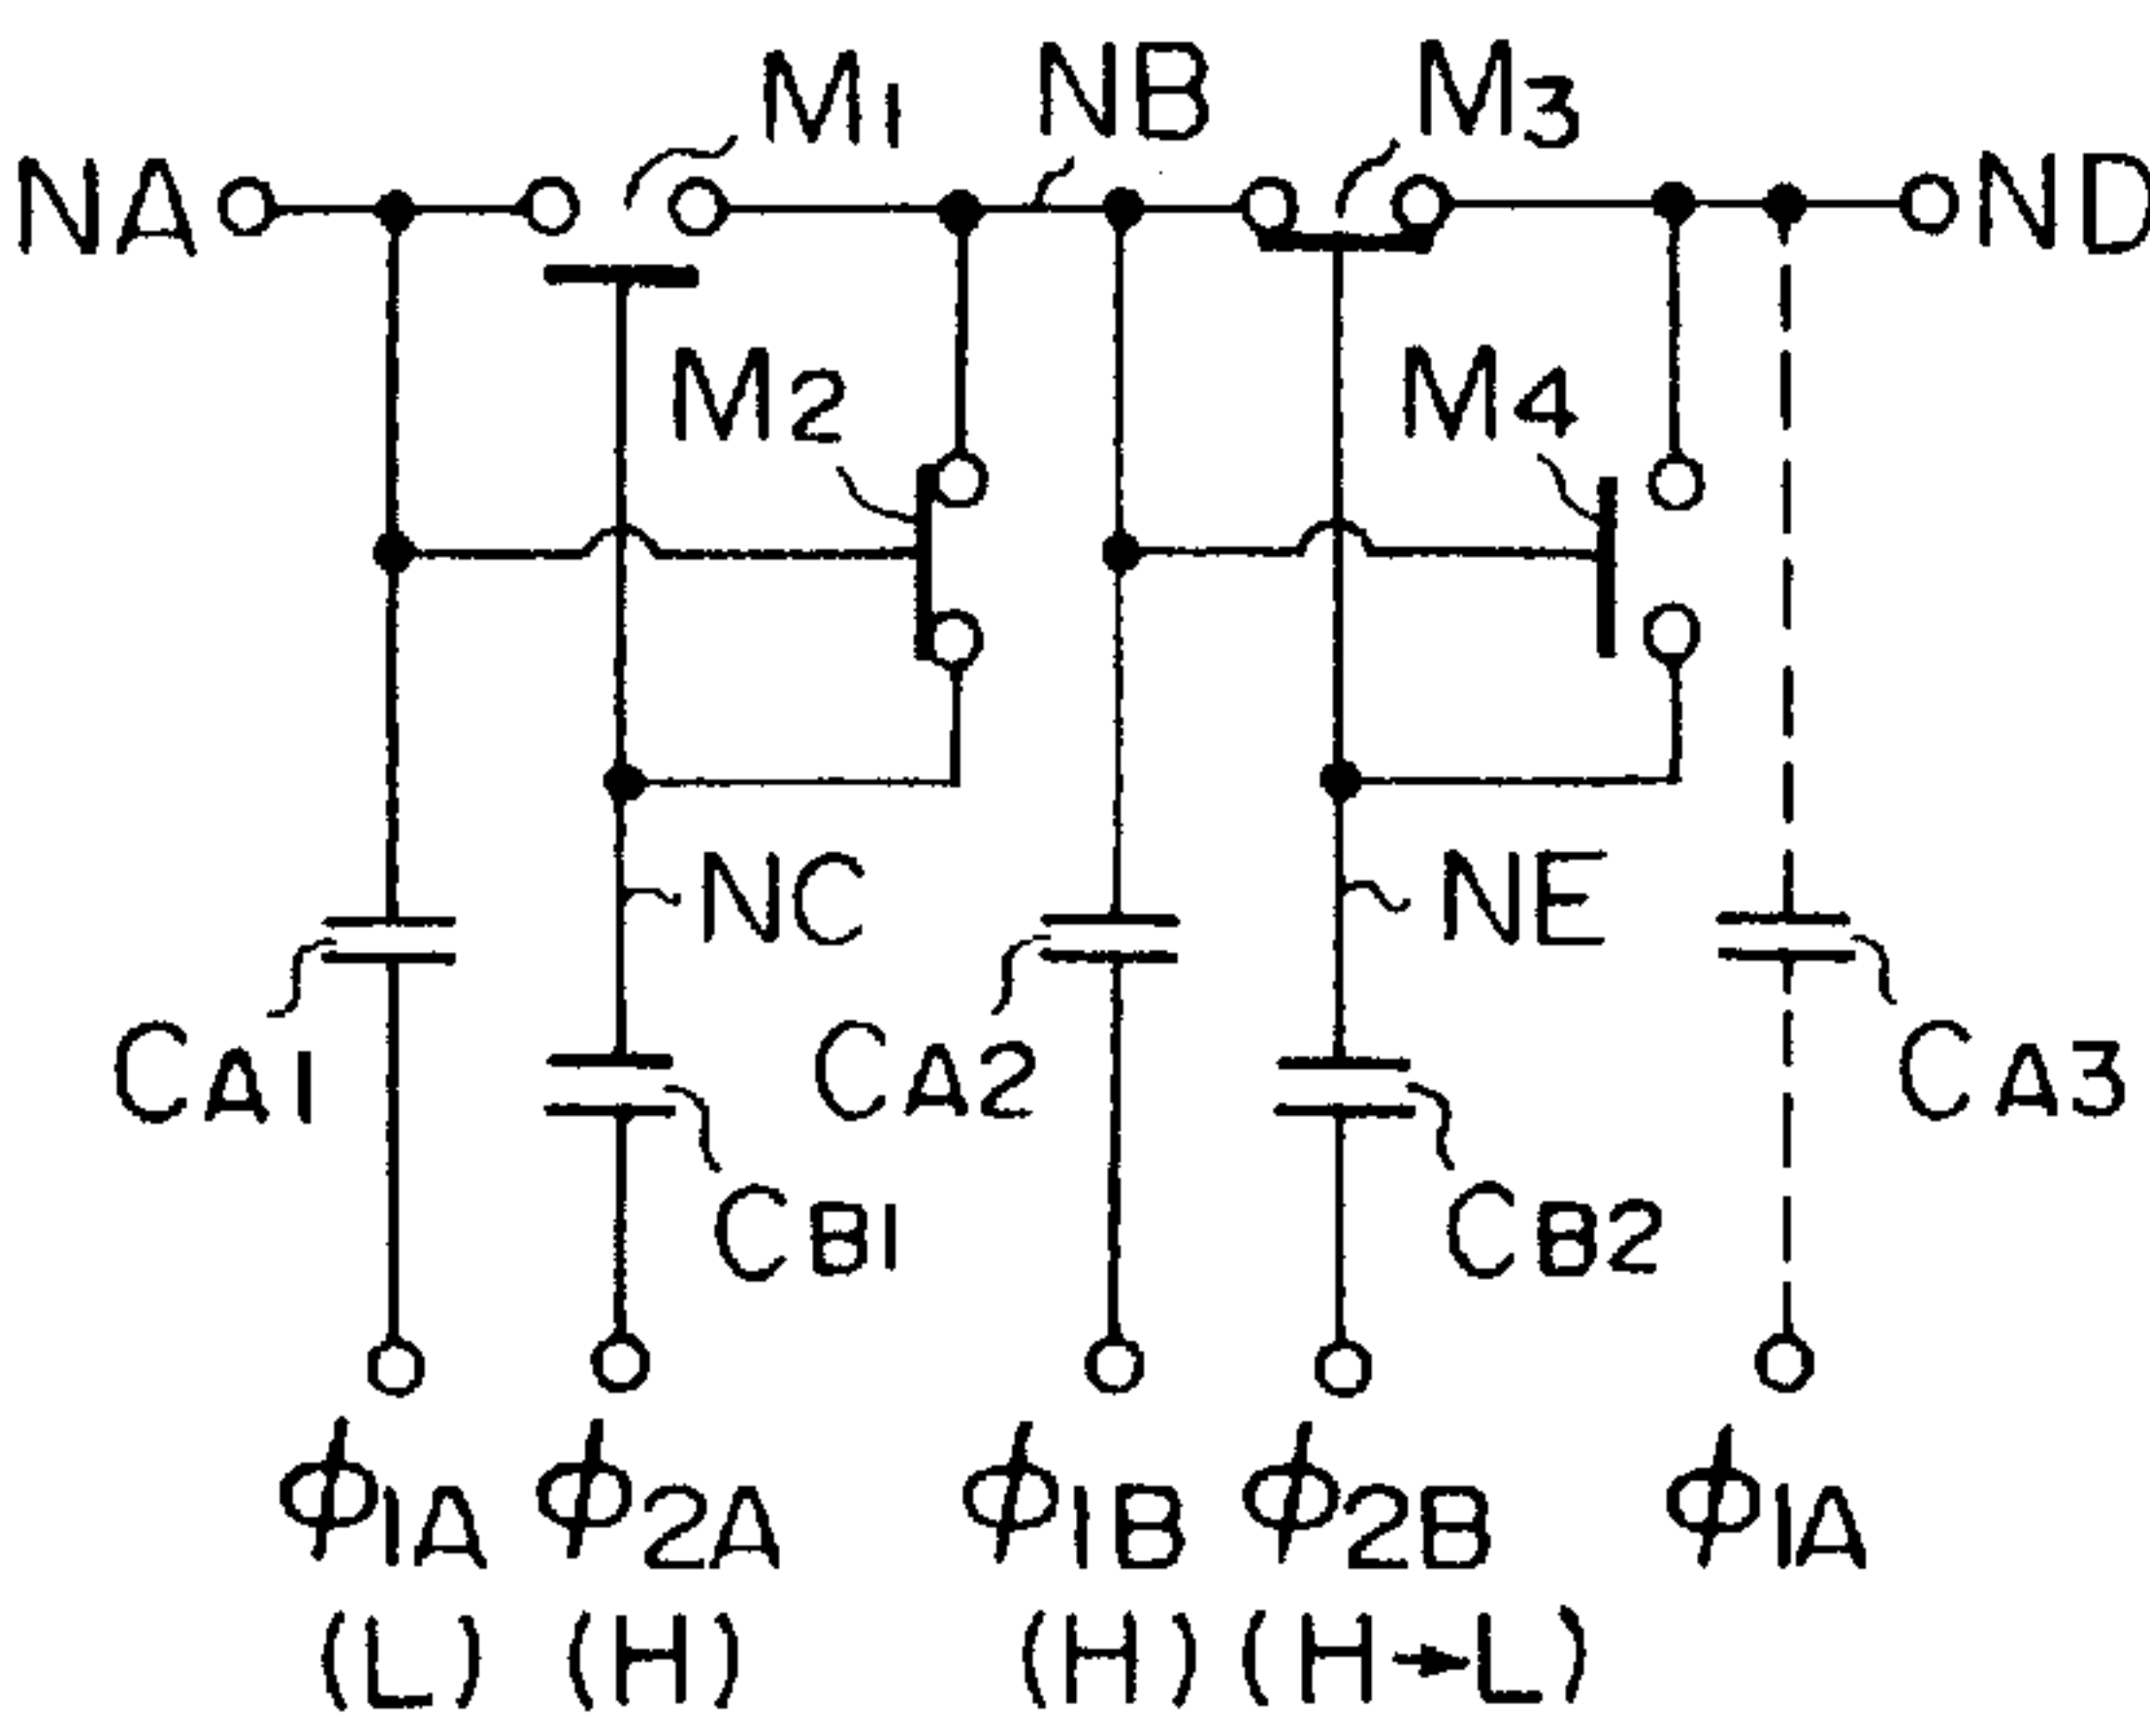 NA M1 NB M3 ND
M2 M4
NC NE
CA1 CA2 CA3
CB1 CB2
ϕ1A ϕ2A ϕ1B ϕ2B ϕ1A
(L) (H) (H) (H→L)